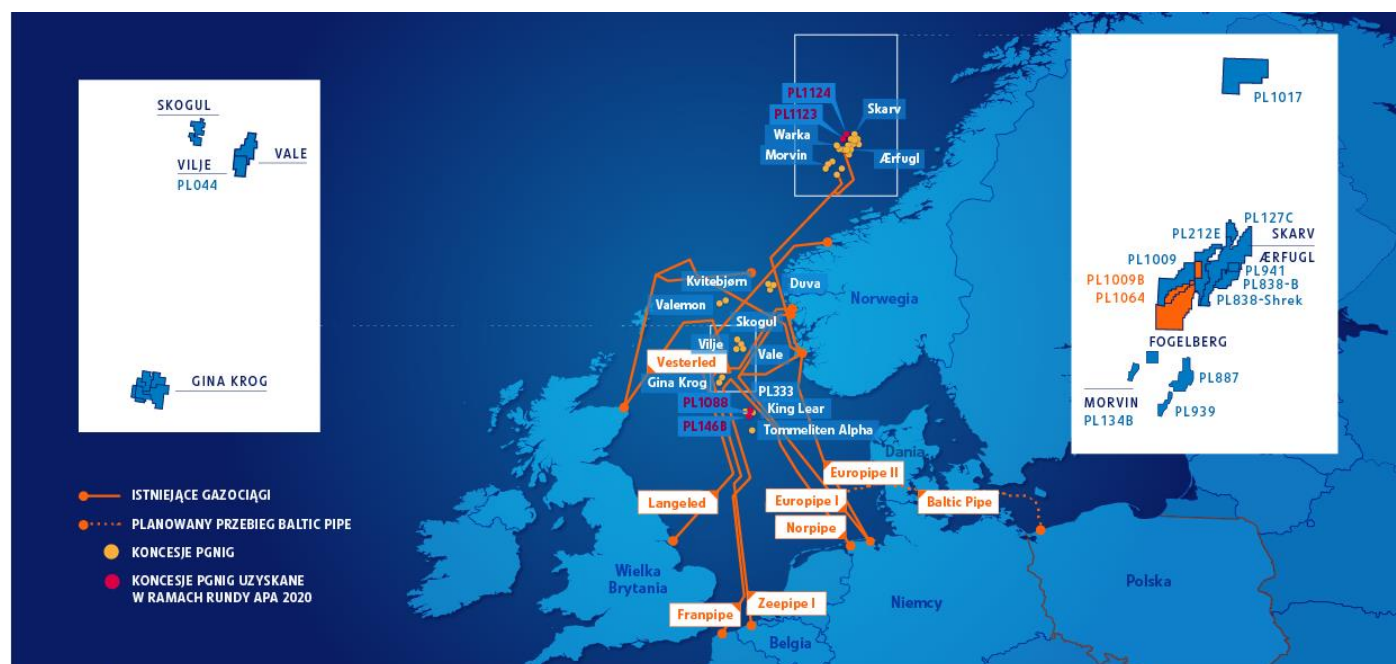 SKOGUL
VILJE
PL044
VALE
GINA KROG
ISTNIEJĄCE GAZOCIĄGI
PLANOWANY PRZEBIEG BALTIC PIPE
KONCESJE PGNIG
KONCESJE PGNIG UZYSKANE
W RAMACH RUNDY APA 2020
PL1124
PL1123
Skarv
Warka
Morvin
Ærfugl
Kvitebjørn
Duva
Norwegia
Valemon
Skogul
Vilje
Vale
Vesterled
Gina Krog
PL333
PL1088
King Lear
PL146B
Tommeliten Alpha
Dania
Europipe II
Langeled
Europipe I
Baltic Pipe
Norpipe
Wielka
Brytania
Niemcy
Polska
Franpipe
Zeepipe I
Belgia
PL1017
PL127C
PL212E
SKARV
PL1009
ÆRFUGL
PL1009B
PL941
PL838-B
PL1064
PL838-Shrek
FOGELBERG
PL887
MORVIN
PL134B
PL939